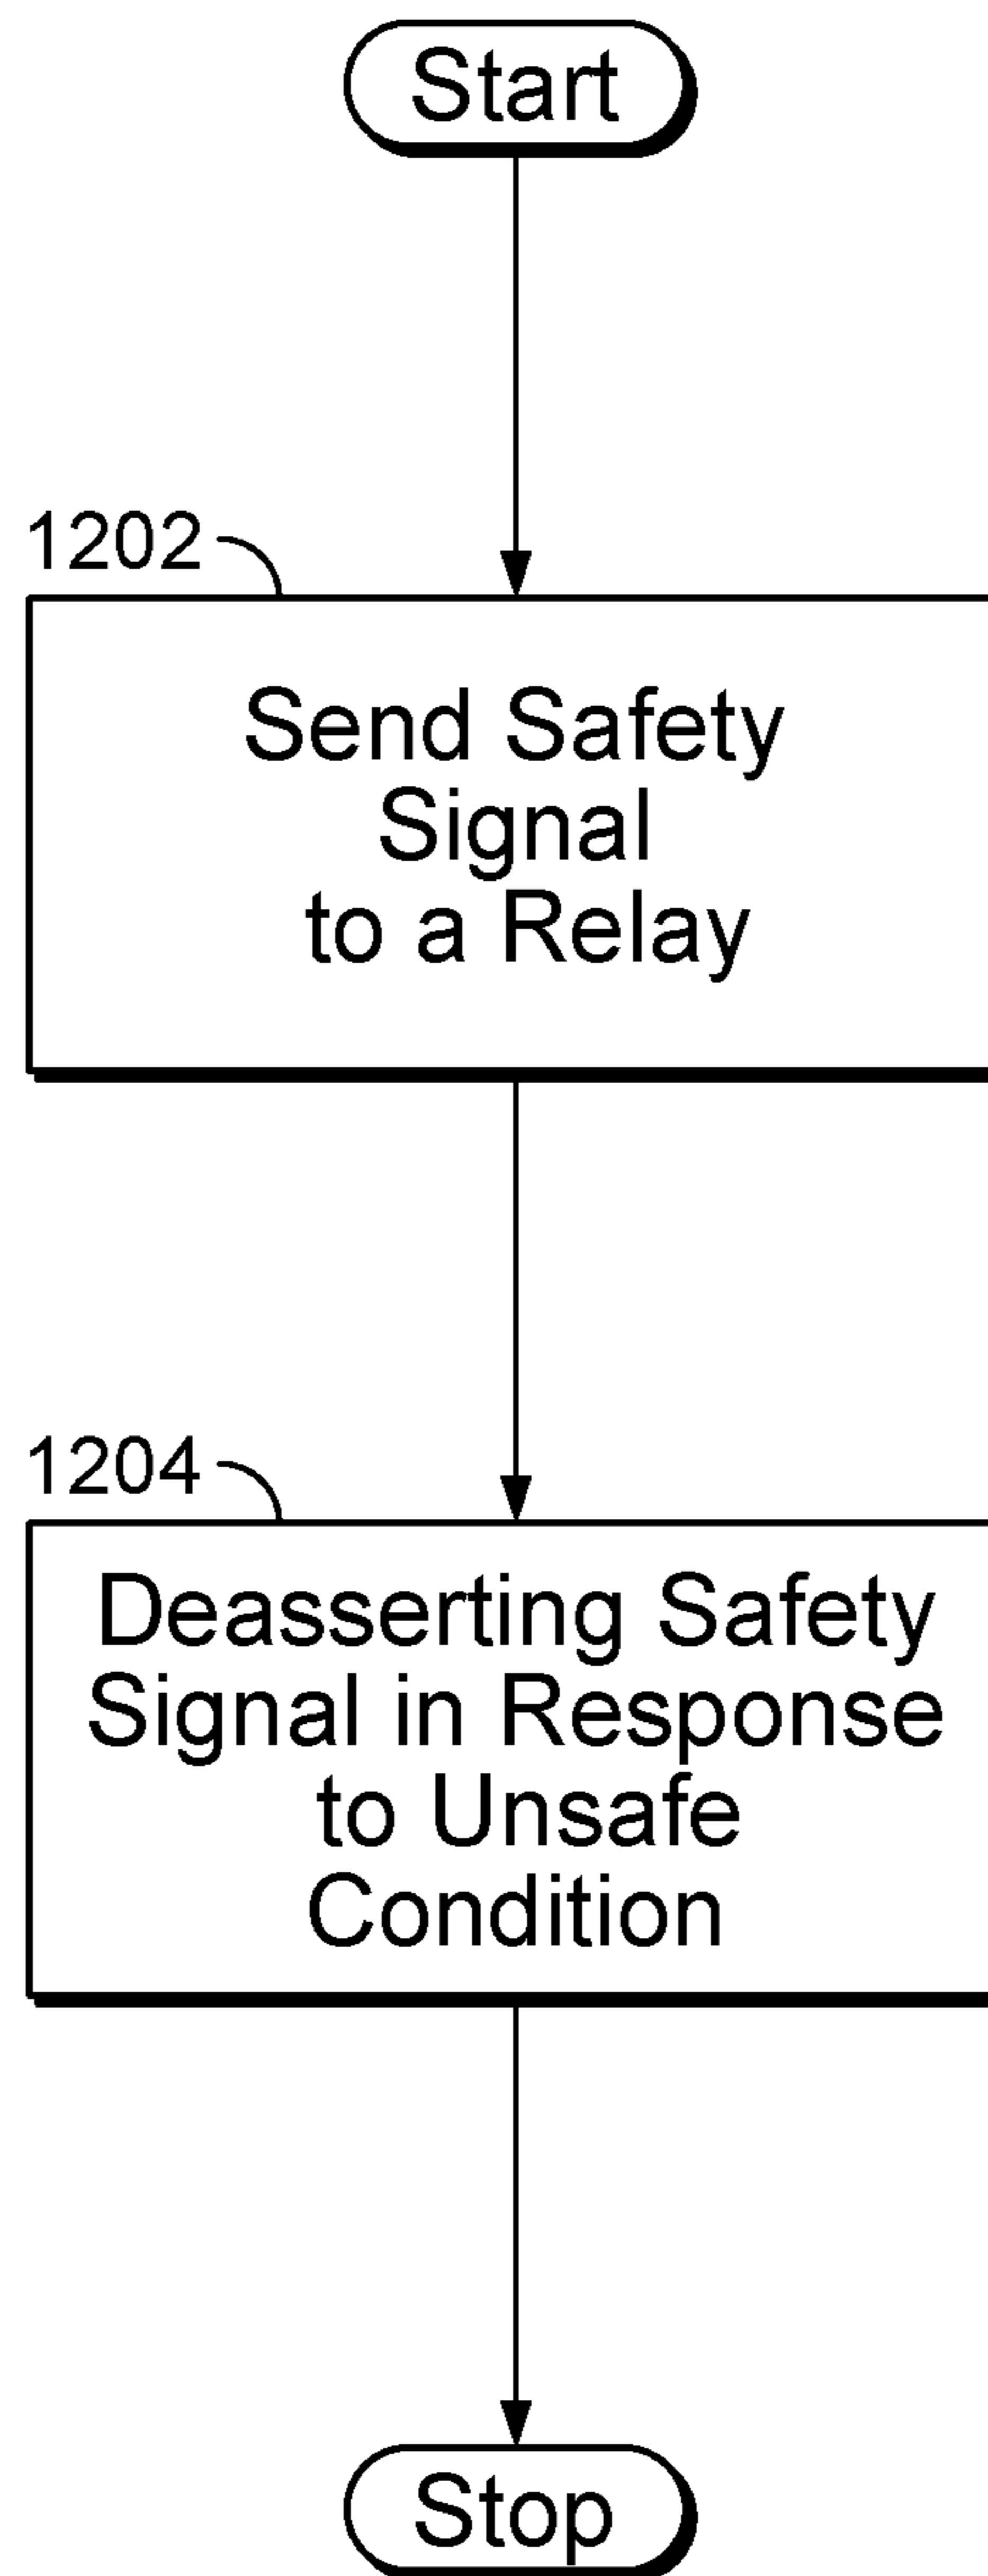 Start
1202
Send Safety
Signal
to a Relay
1204
Deasserting Safety
Signal in Response
to Unsafe
Condition
Stop